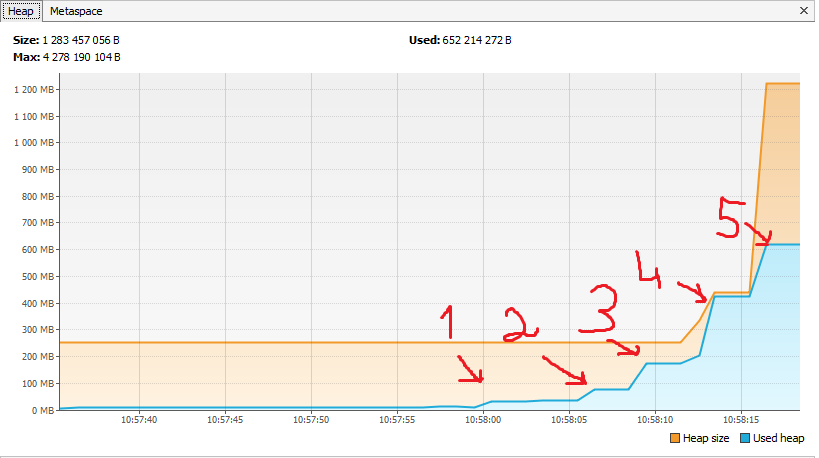 Heap Metaspace
Size: 1 283 457 056 B Used: 652 214 272 B
Max: 4 278 190 104 B
1 200 MB
1 100 MB
1 000 MB
900 MB
800 MB
700 MB
600 MB
500 MB
400 MB
300 MB
200 MB
100 MB
0 MB
1
2
3
4
5
10:57:40 10:57:45 10:57:50 10:57:55 10:58:00 10:58:05 10:58:10 10:58:15
Heap size Used heap